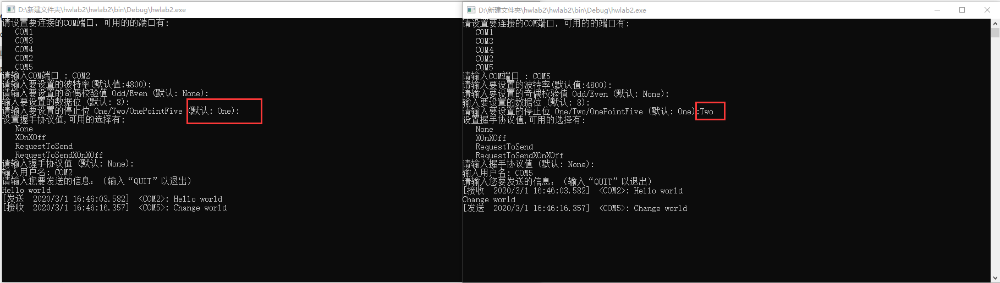 D:\新建文件夹\hwlab2\hwlab2\bin\Debug\hwlab2.exe
请设置要连接的COM端口，可用的的端口有:
COM1
COM3
COM4
COM2
COM5
请输入COM端口 : COM2
请输入要设置的波特率(默认值:4800):
请输入要设置的奇偶校验值 Odd/Even (默认: None):
输入要设置的数据位 (默认: 8):
请输入要设置的停止位 One/Two/OnePointFive (默认: One):
设置握手协议值,可用的选择有:
None
XOnXOff
RequestToSend
RequestToSendXOnXOff
请输入握手协议值 (默认: None):
输入用户名: COM2
请输入您要发送的信息：（输入“QUIT”以退出）
Hello world
[发送  2020/3/1 16:46:03.582]  <COM2>: Hello world
[接收  2020/3/1 16:46:16.357]  <COM5>: Change world
D:\新建文件夹\hwlab2\hwlab2\bin\Debug\hwlab2.exe
请设置要连接的COM端口，可用的的端口有:
COM1
COM3
COM4
COM2
COM5
请输入COM端口 : COM5
请输入要设置的波特率(默认值:4800):
请输入要设置的奇偶校验值 Odd/Even (默认: None):
输入要设置的数据位 (默认: 8):
请输入要设置的停止位 One/Two/OnePointFive (默认: One):Two
设置握手协议值,可用的选择有:
None
XOnXOff
RequestToSend
RequestToSendXOnXOff
请输入握手协议值 (默认: None):
输入用户名: COM5
请输入您要发送的信息：（输入“QUIT”以退出）
[接收  2020/3/1 16:46:03.582]  <COM2>: Hello world
Change world
[发送  2020/3/1 16:46:16.357]  <COM5>: Change world